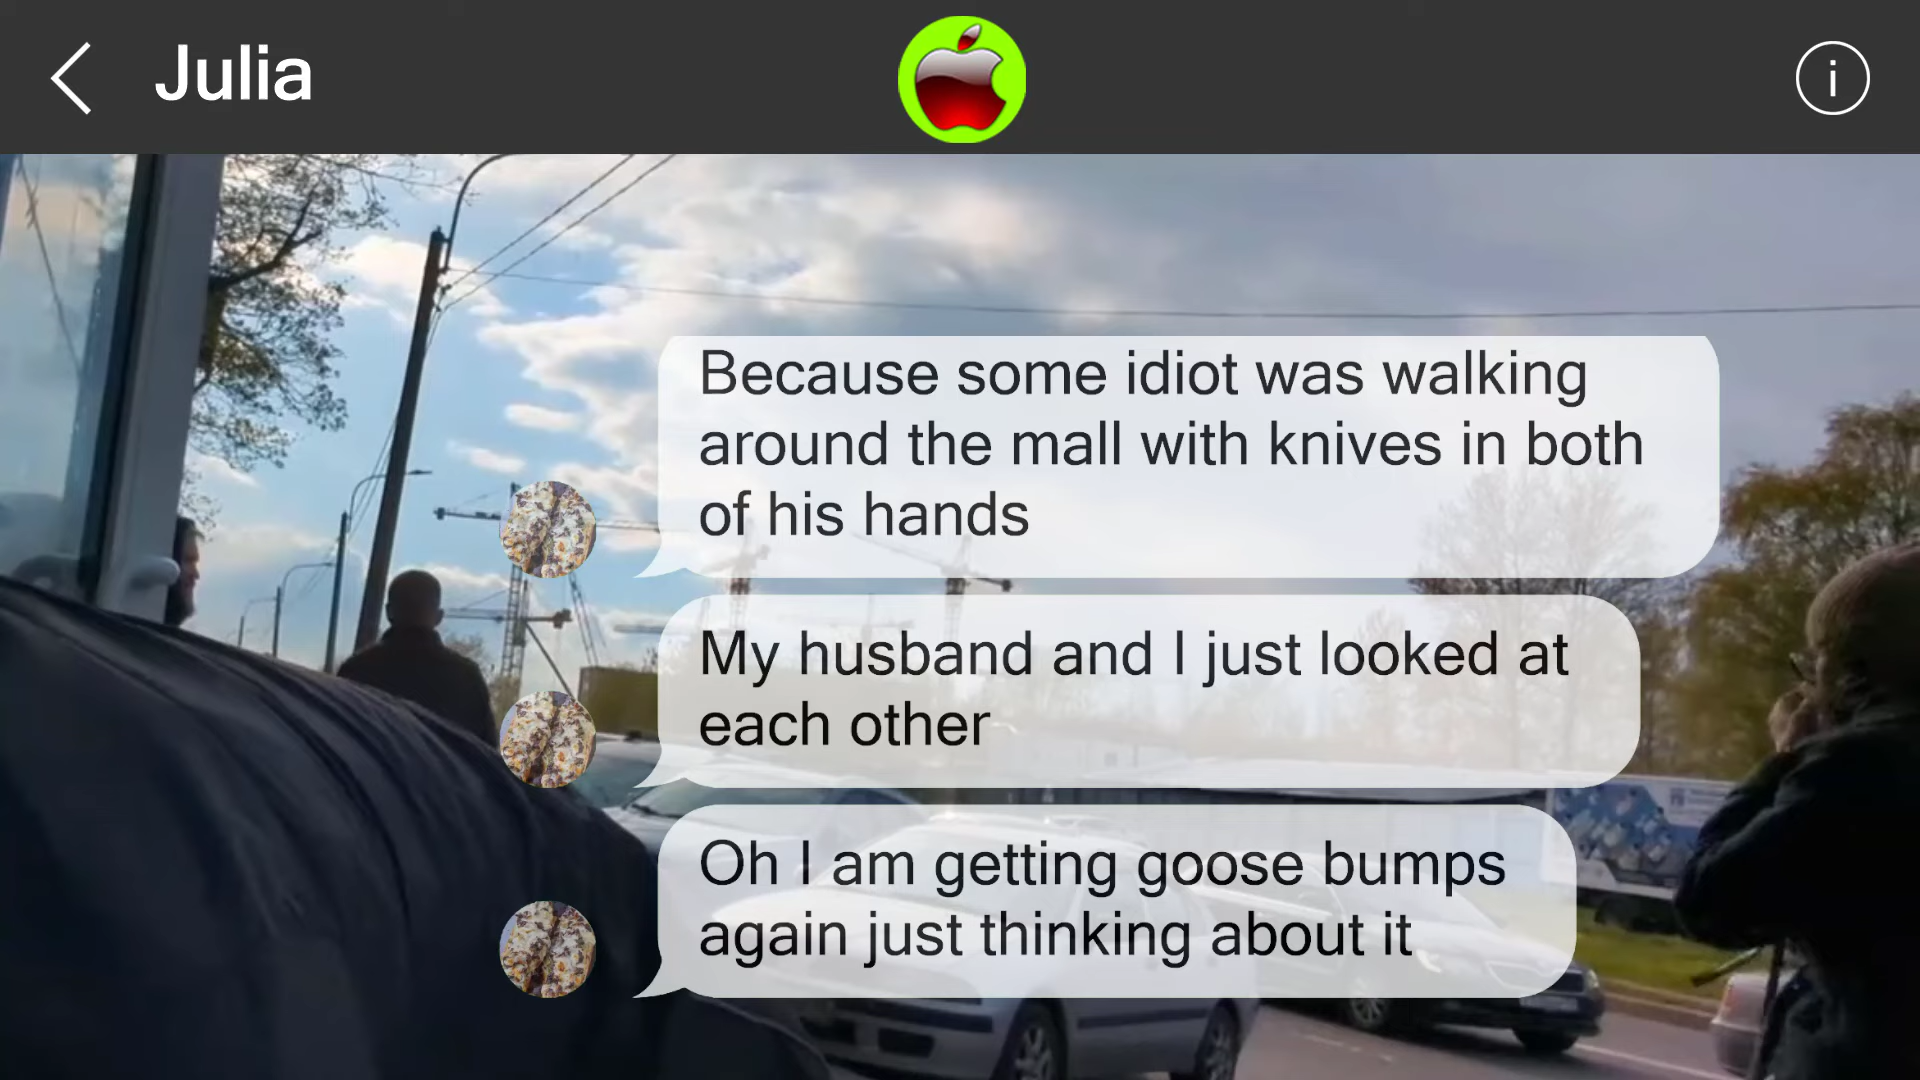 Julia
Because some idiot was walking
around the mall with knives in both
of his hands
My husband and I just looked at
each other
Oh I am getting goose bumps
again just thinking about it